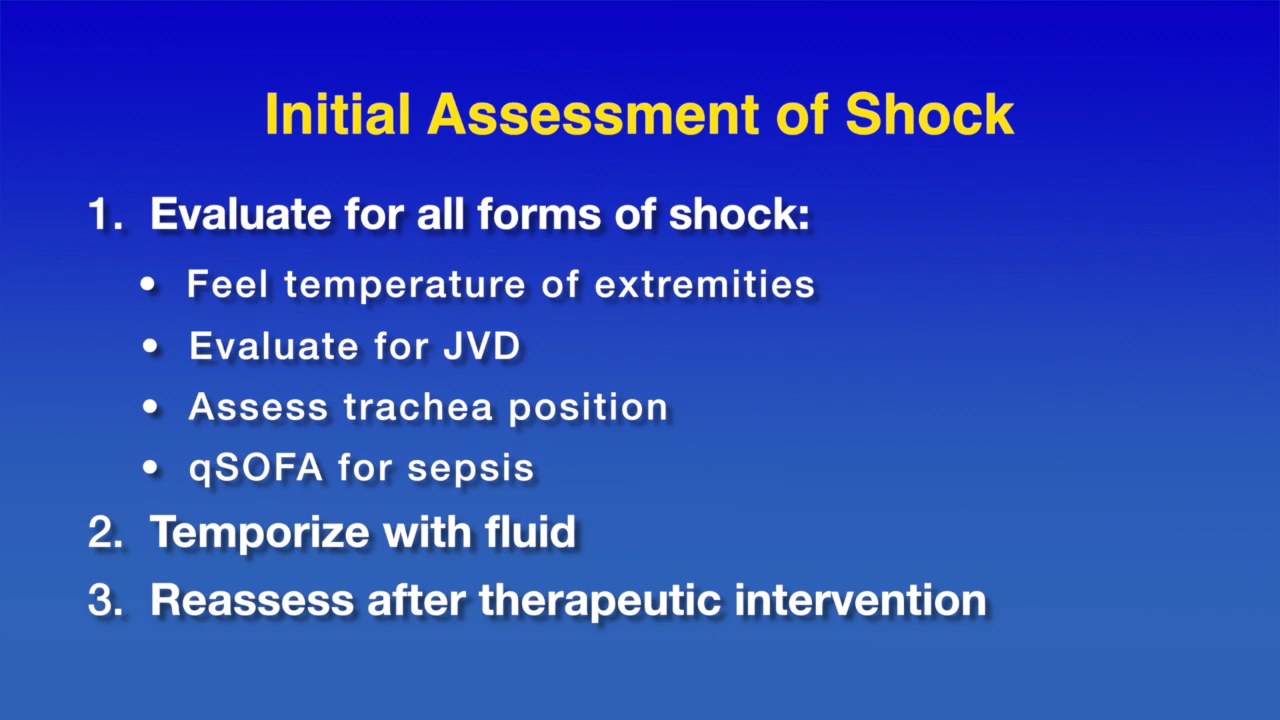 Initial Assessment of Shock
1. Evaluate for all forms of shock:
• Feel temperature of extremities
• Evaluate for JVD
• Assess trachea position
• qSOFA for sepsis
2. Temporize with fluid
3. Reassess after therapeutic intervention